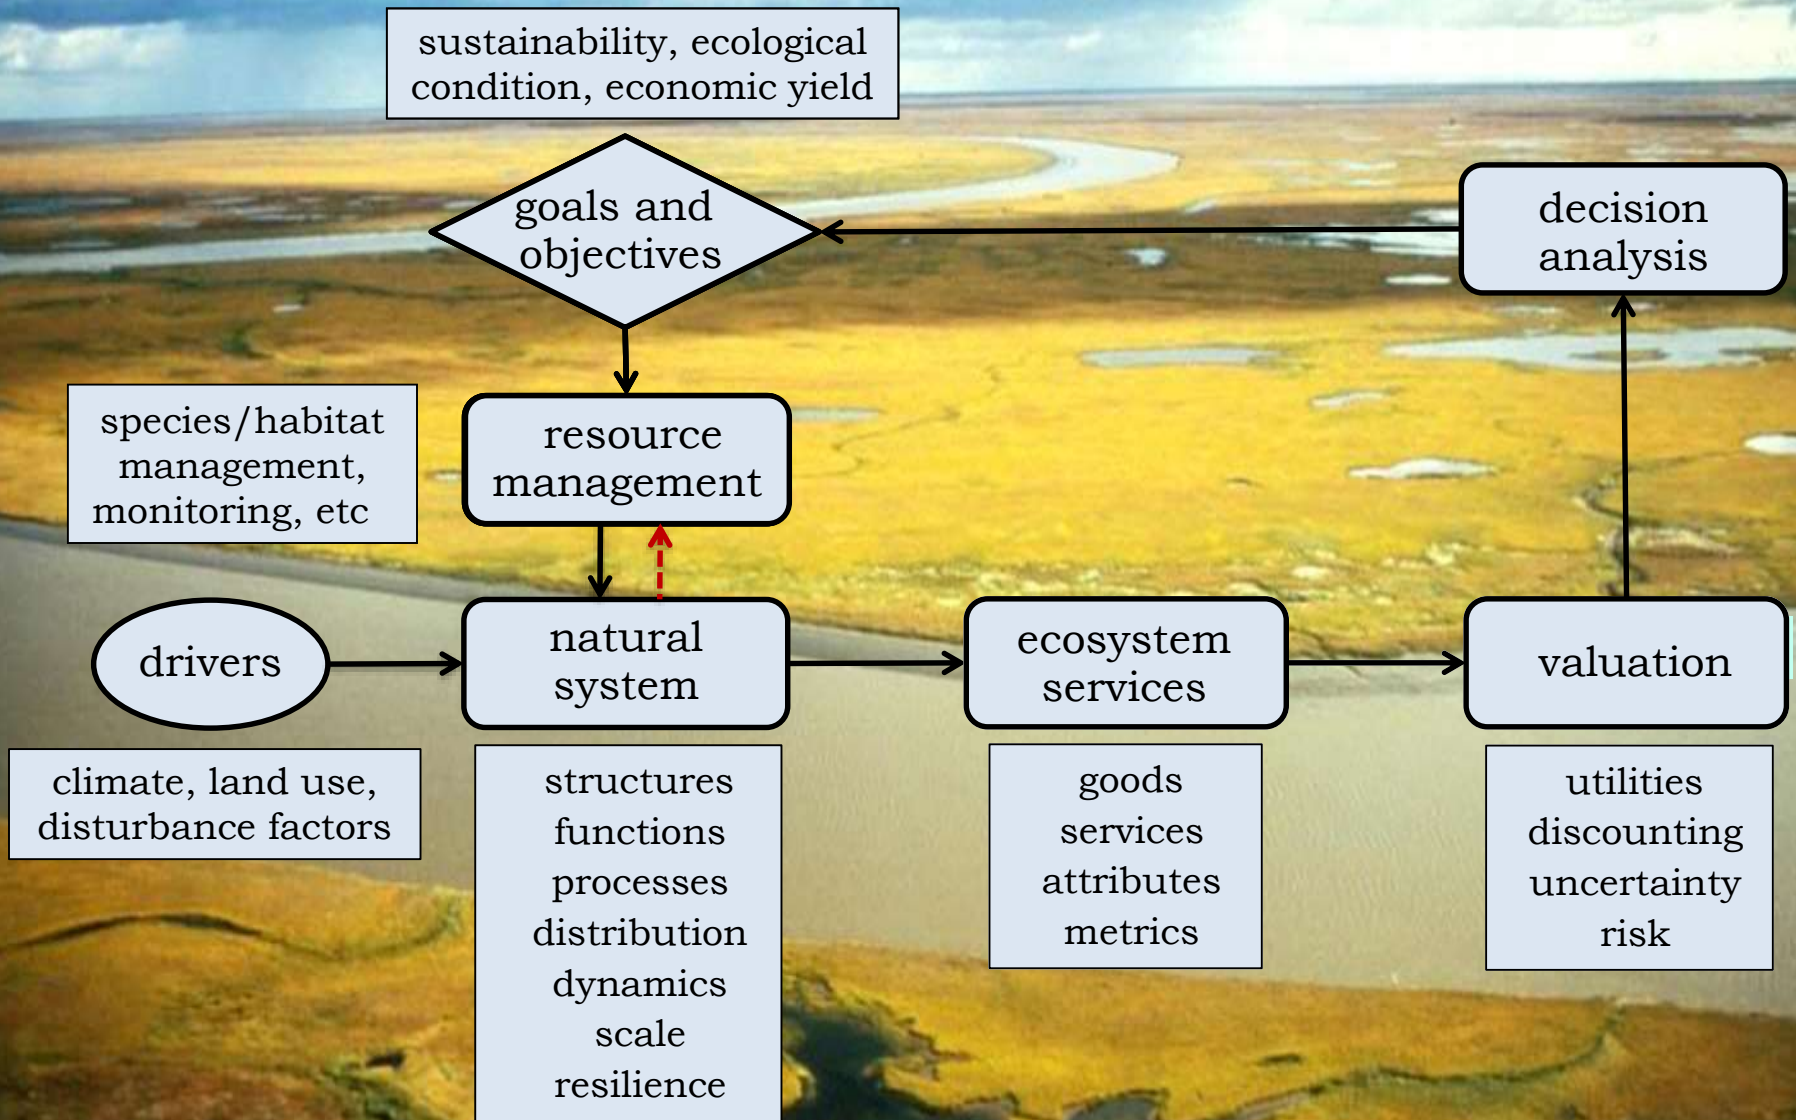 sustainability, ecological
condition, economic yield
goals and
objectives
decision
analysis
species/habitat
management,
monitoring, etc
resource
management
drivers
natural
system
ecosystem
services
valuation
climate, land use,
disturbance factors
structures
functions
processes
distribution
dynamics
scale
resilience
goods
services
attributes
metrics
utilities
discounting
uncertainty
risk